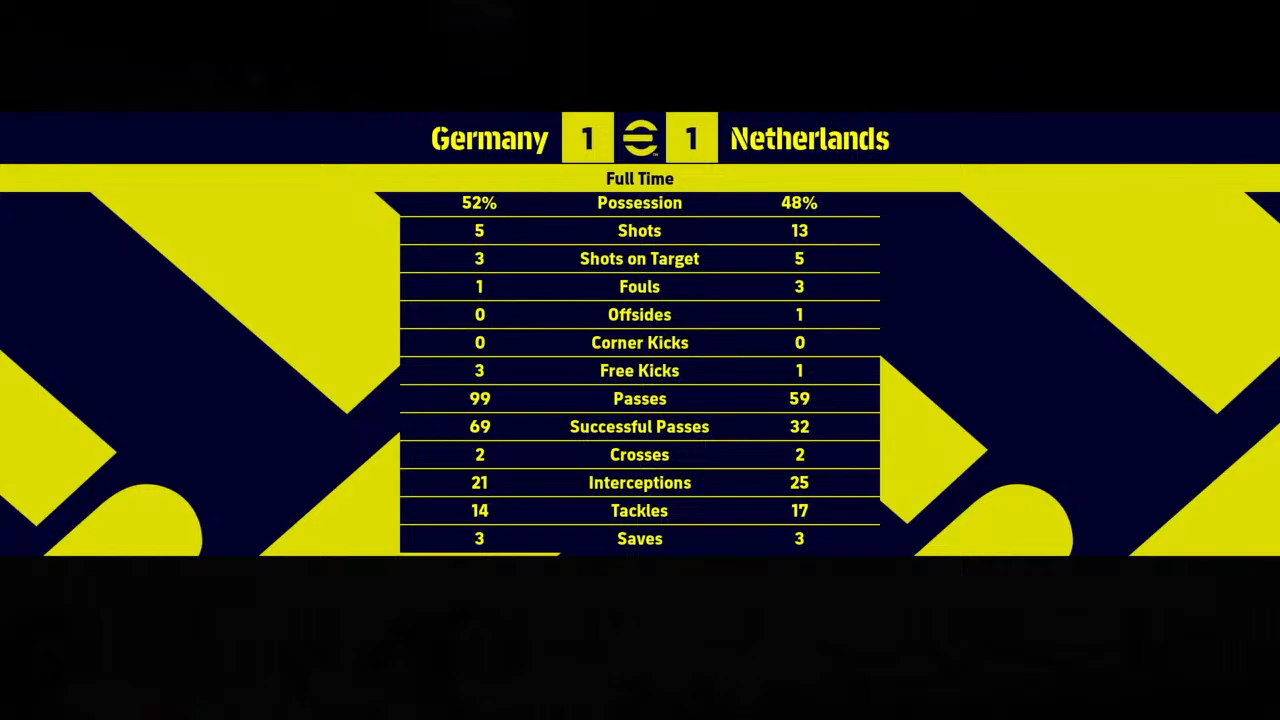 Germany 1 1 Netherlands
Full Time
52% Possession 48%
5 Shots 13
3 Shots on Target 5
1 Fouls 3
0 Offsides 1
0 Corner Kicks 0
3 Free Kicks 1
99 Passes 59
69 Successful Passes 32
2 Crosses 2
21 Interceptions 25
14 Tackles 17
3 Saves 3